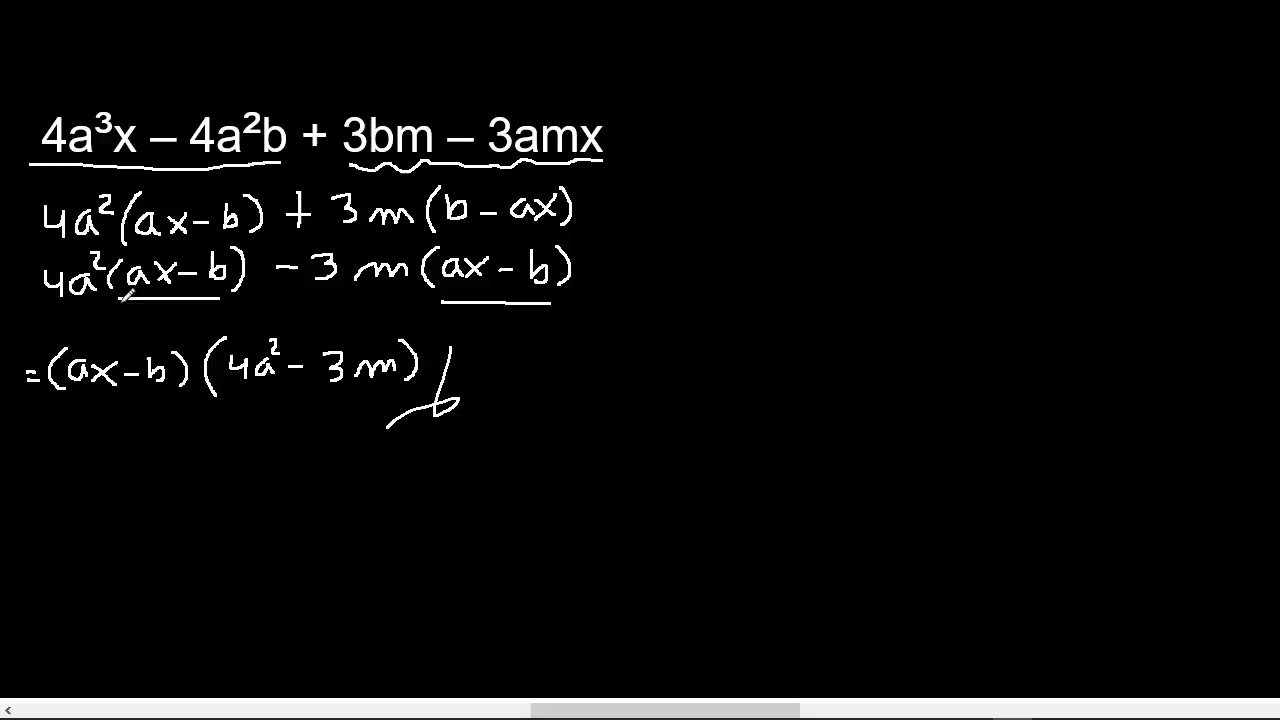 4a³x – 4a²b + 3bm – 3amx
4a²(ax-b) + 3m(b-ax)
4a²(ax-b) -3m(ax-b)
=(ax-b)(4a²-3m)